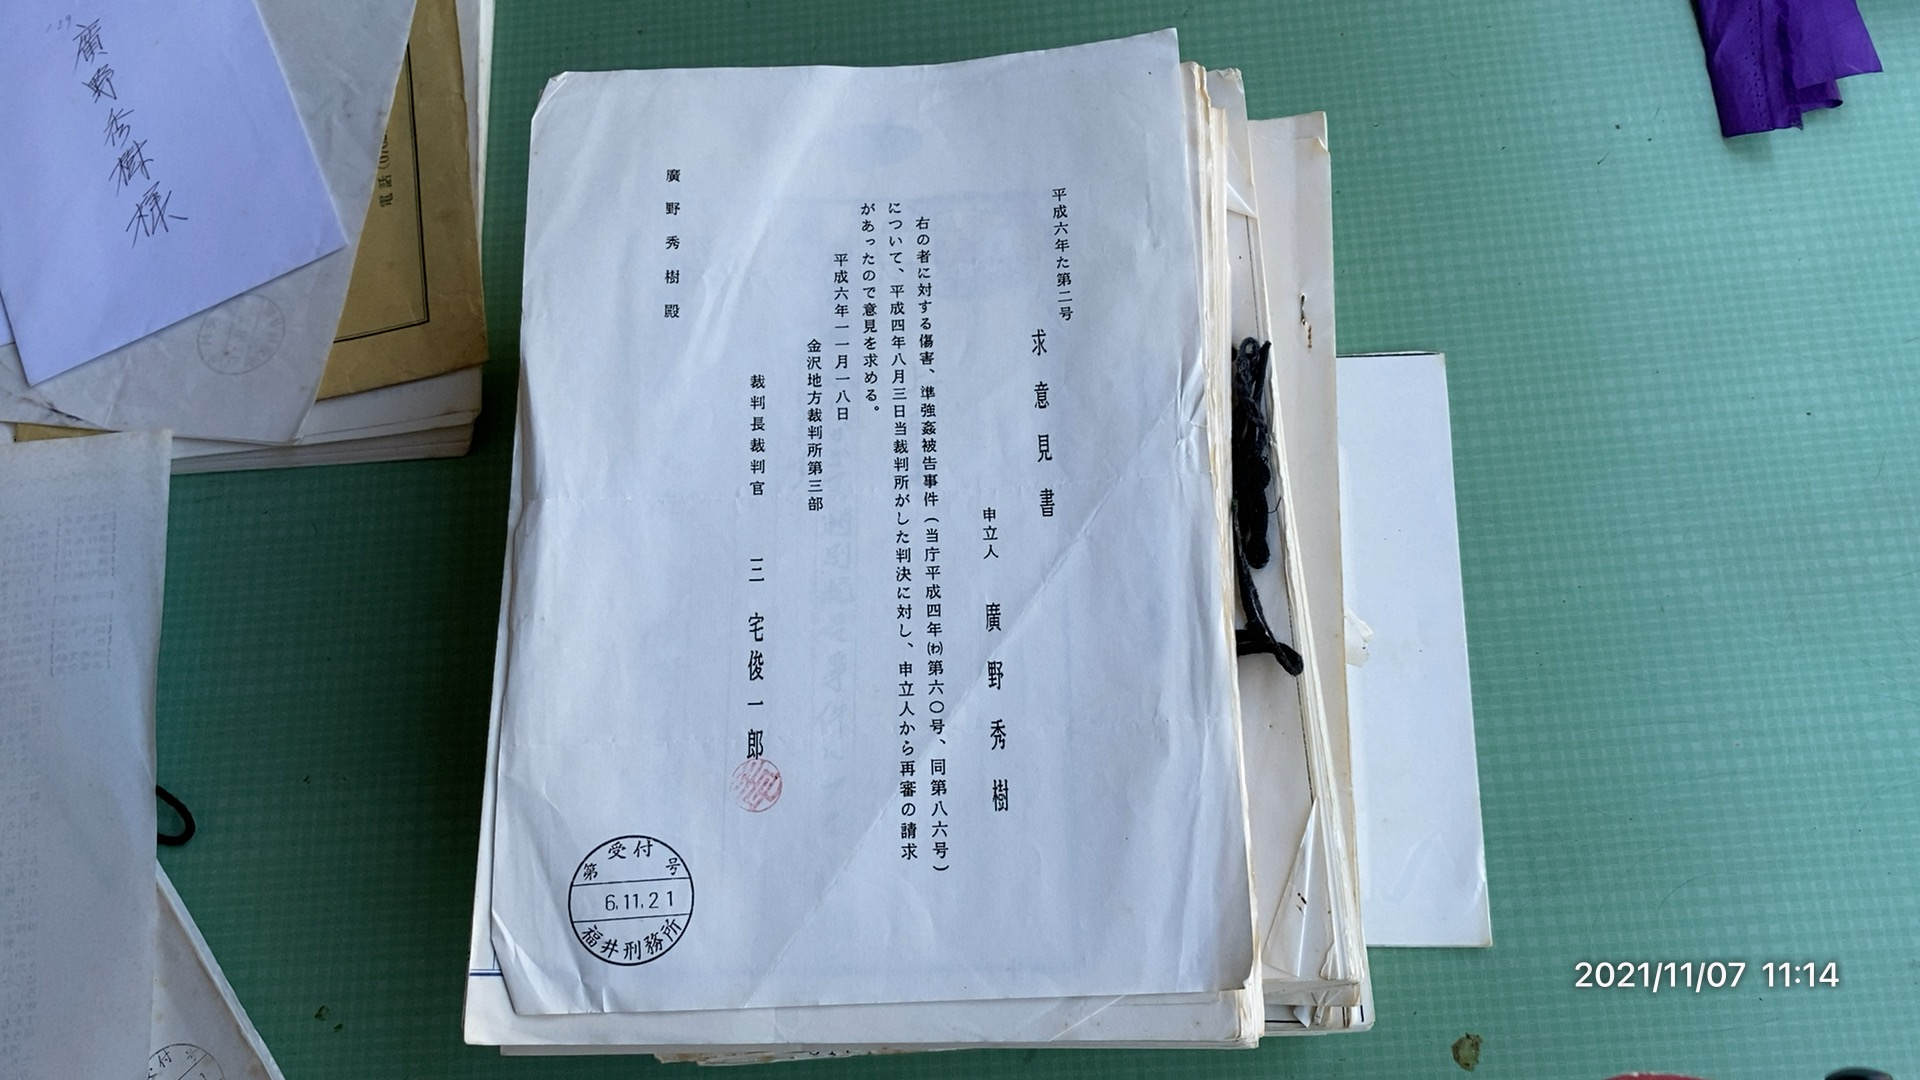 平成六年た第二号
求意見書
申立人　廣野秀樹
右の者に対する傷害、準強姦被告事件（当庁平成四年㈹第六〇号、同第八六号）
について、平成四年八月三日当裁判所がした判決に対し、申立人から再審の請求
があったので意見を求める。
平成六年一一月一八日
金沢地方裁判所第三部
裁判長裁判官　三宅俊一郎
廣野秀樹殿
受付
第　号
6.11.21
福井刑務所
廣野秀樹様
電話
受付　号
2021/11/07 11:14